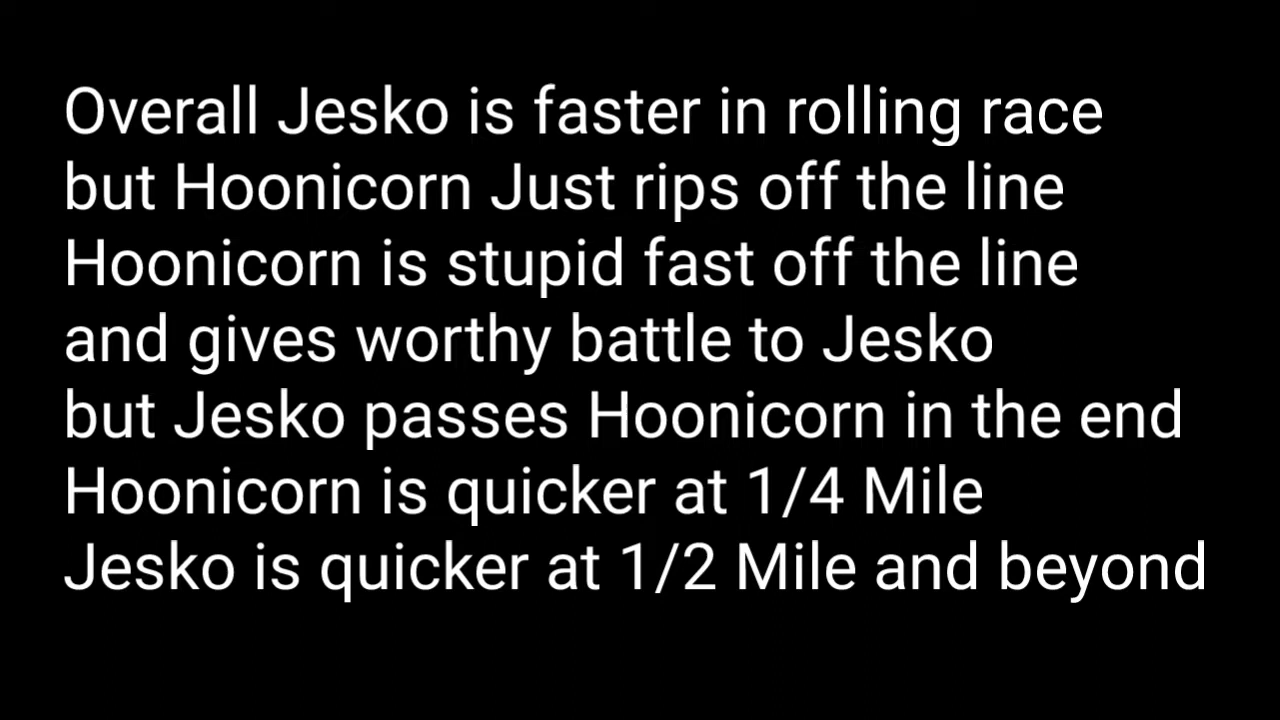 Overall Jesko is faster in rolling race
but Hoonicorn Just rips off the line
Hoonicorn is stupid fast off the line
and gives worthy battle to Jesko
but Jesko passes Hoonicorn in the end
Hoonicorn is quicker at 1/4 Mile
Jesko is quicker at 1/2 Mile and beyond